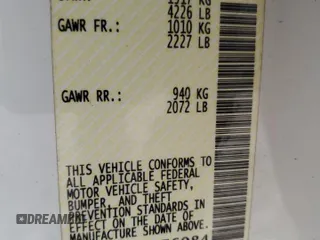 4226 LB
GAWR FR.: 1010 KG
2227 LB
GAWR RR.: 940 KG
2072 LB
THIS VEHICLE CONFORMS TO
ALL APPLICABLE FEDERAL
MOTOR VEHICLE SAFETY,
BUMPER, AND THEFT
PREVENTION STANDARDS IN
EFFECT ON THE DATE OF
MANUFACTURE SHOWN ABOVE.